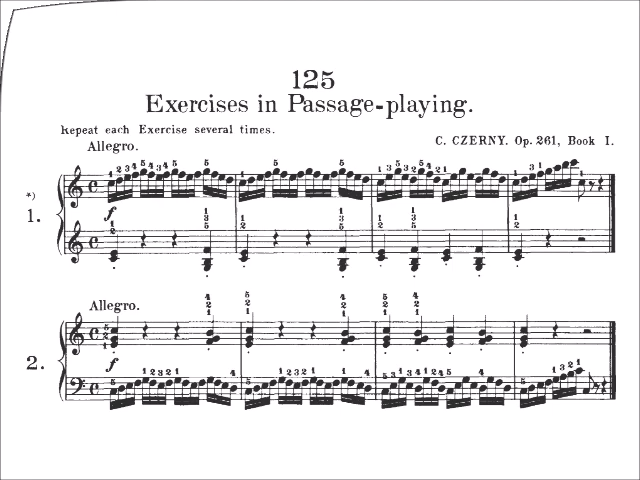 125
Exercises in Passage-playing.
Repeat each Exercise several times.
C. CZERNY. Op. 261, Book I.
Allegro.
*)
1.
f
Allegro.
2.
f